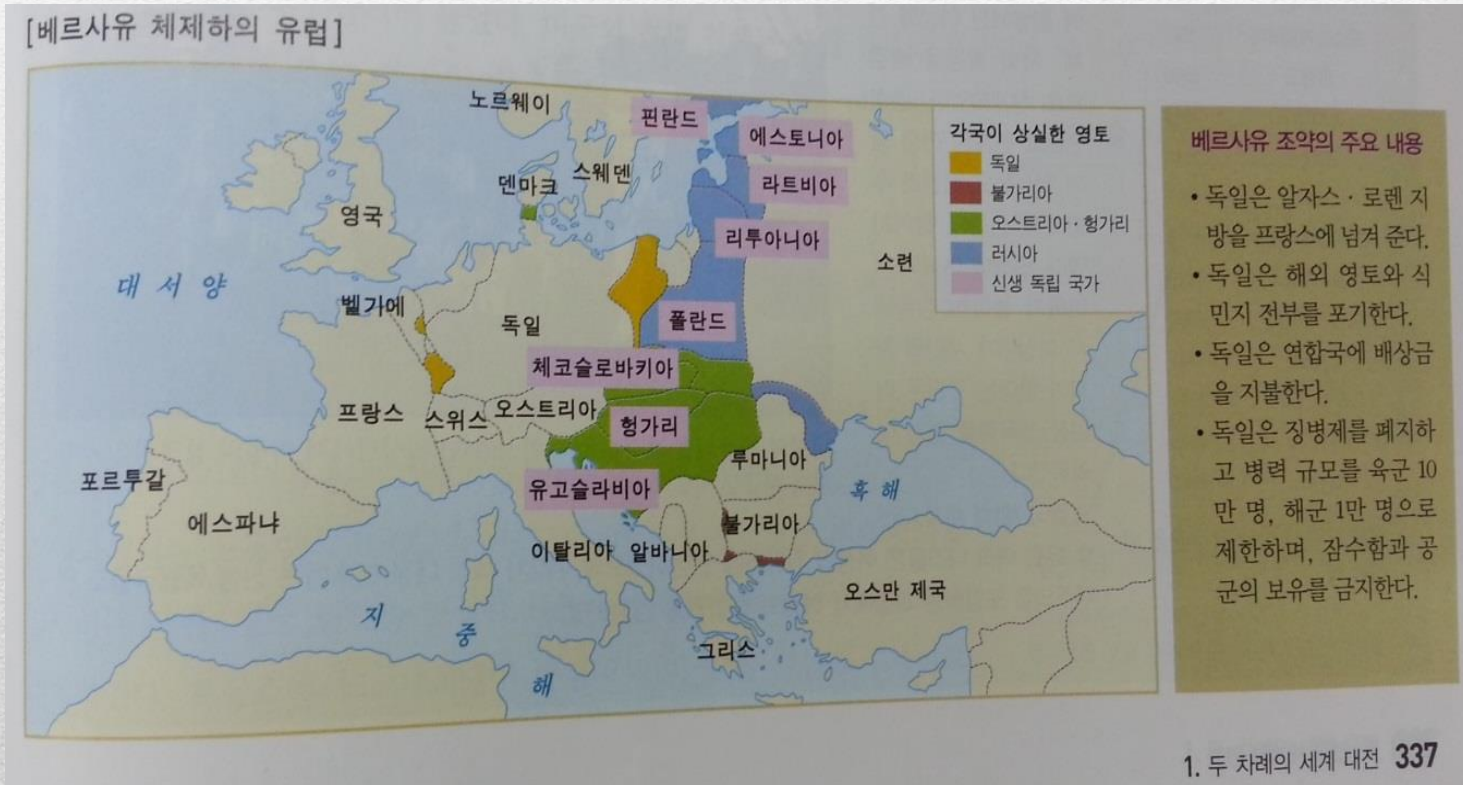 [베르사유 체제하의 유럽]
노르웨이
핀란드
에스토니아
스웨덴
덴마크
라트비아
영국
리투아니아
소련
대서양
벨기에
독일
폴란드
체코슬로바키아
프랑스
스위스
오스트리아
헝가리
루마니아
포르투갈
에스파냐
유고슬라비아
흑해
불가리아
이탈리아
알바니아
오스만 제국
지중해
그리스
각국이 상실한 영토
독일
불가리아
오스트리아·헝가리
러시아
신생 독립 국가
베르사유 조약의 주요 내용
• 독일은 알자스·로렌 지
방을 프랑스에 넘겨 준다.
• 독일은 해외 영토와 식
민지 전부를 포기한다.
• 독일은 연합국에 배상금
을 지불한다.
• 독일은 징병제를 폐지하
고 병력 규모를 육군 10
만 명, 해군 1만 명으로
제한하며, 잠수함과 공
군의 보유를 금지한다.
1. 두 차례의 세계 대전 337